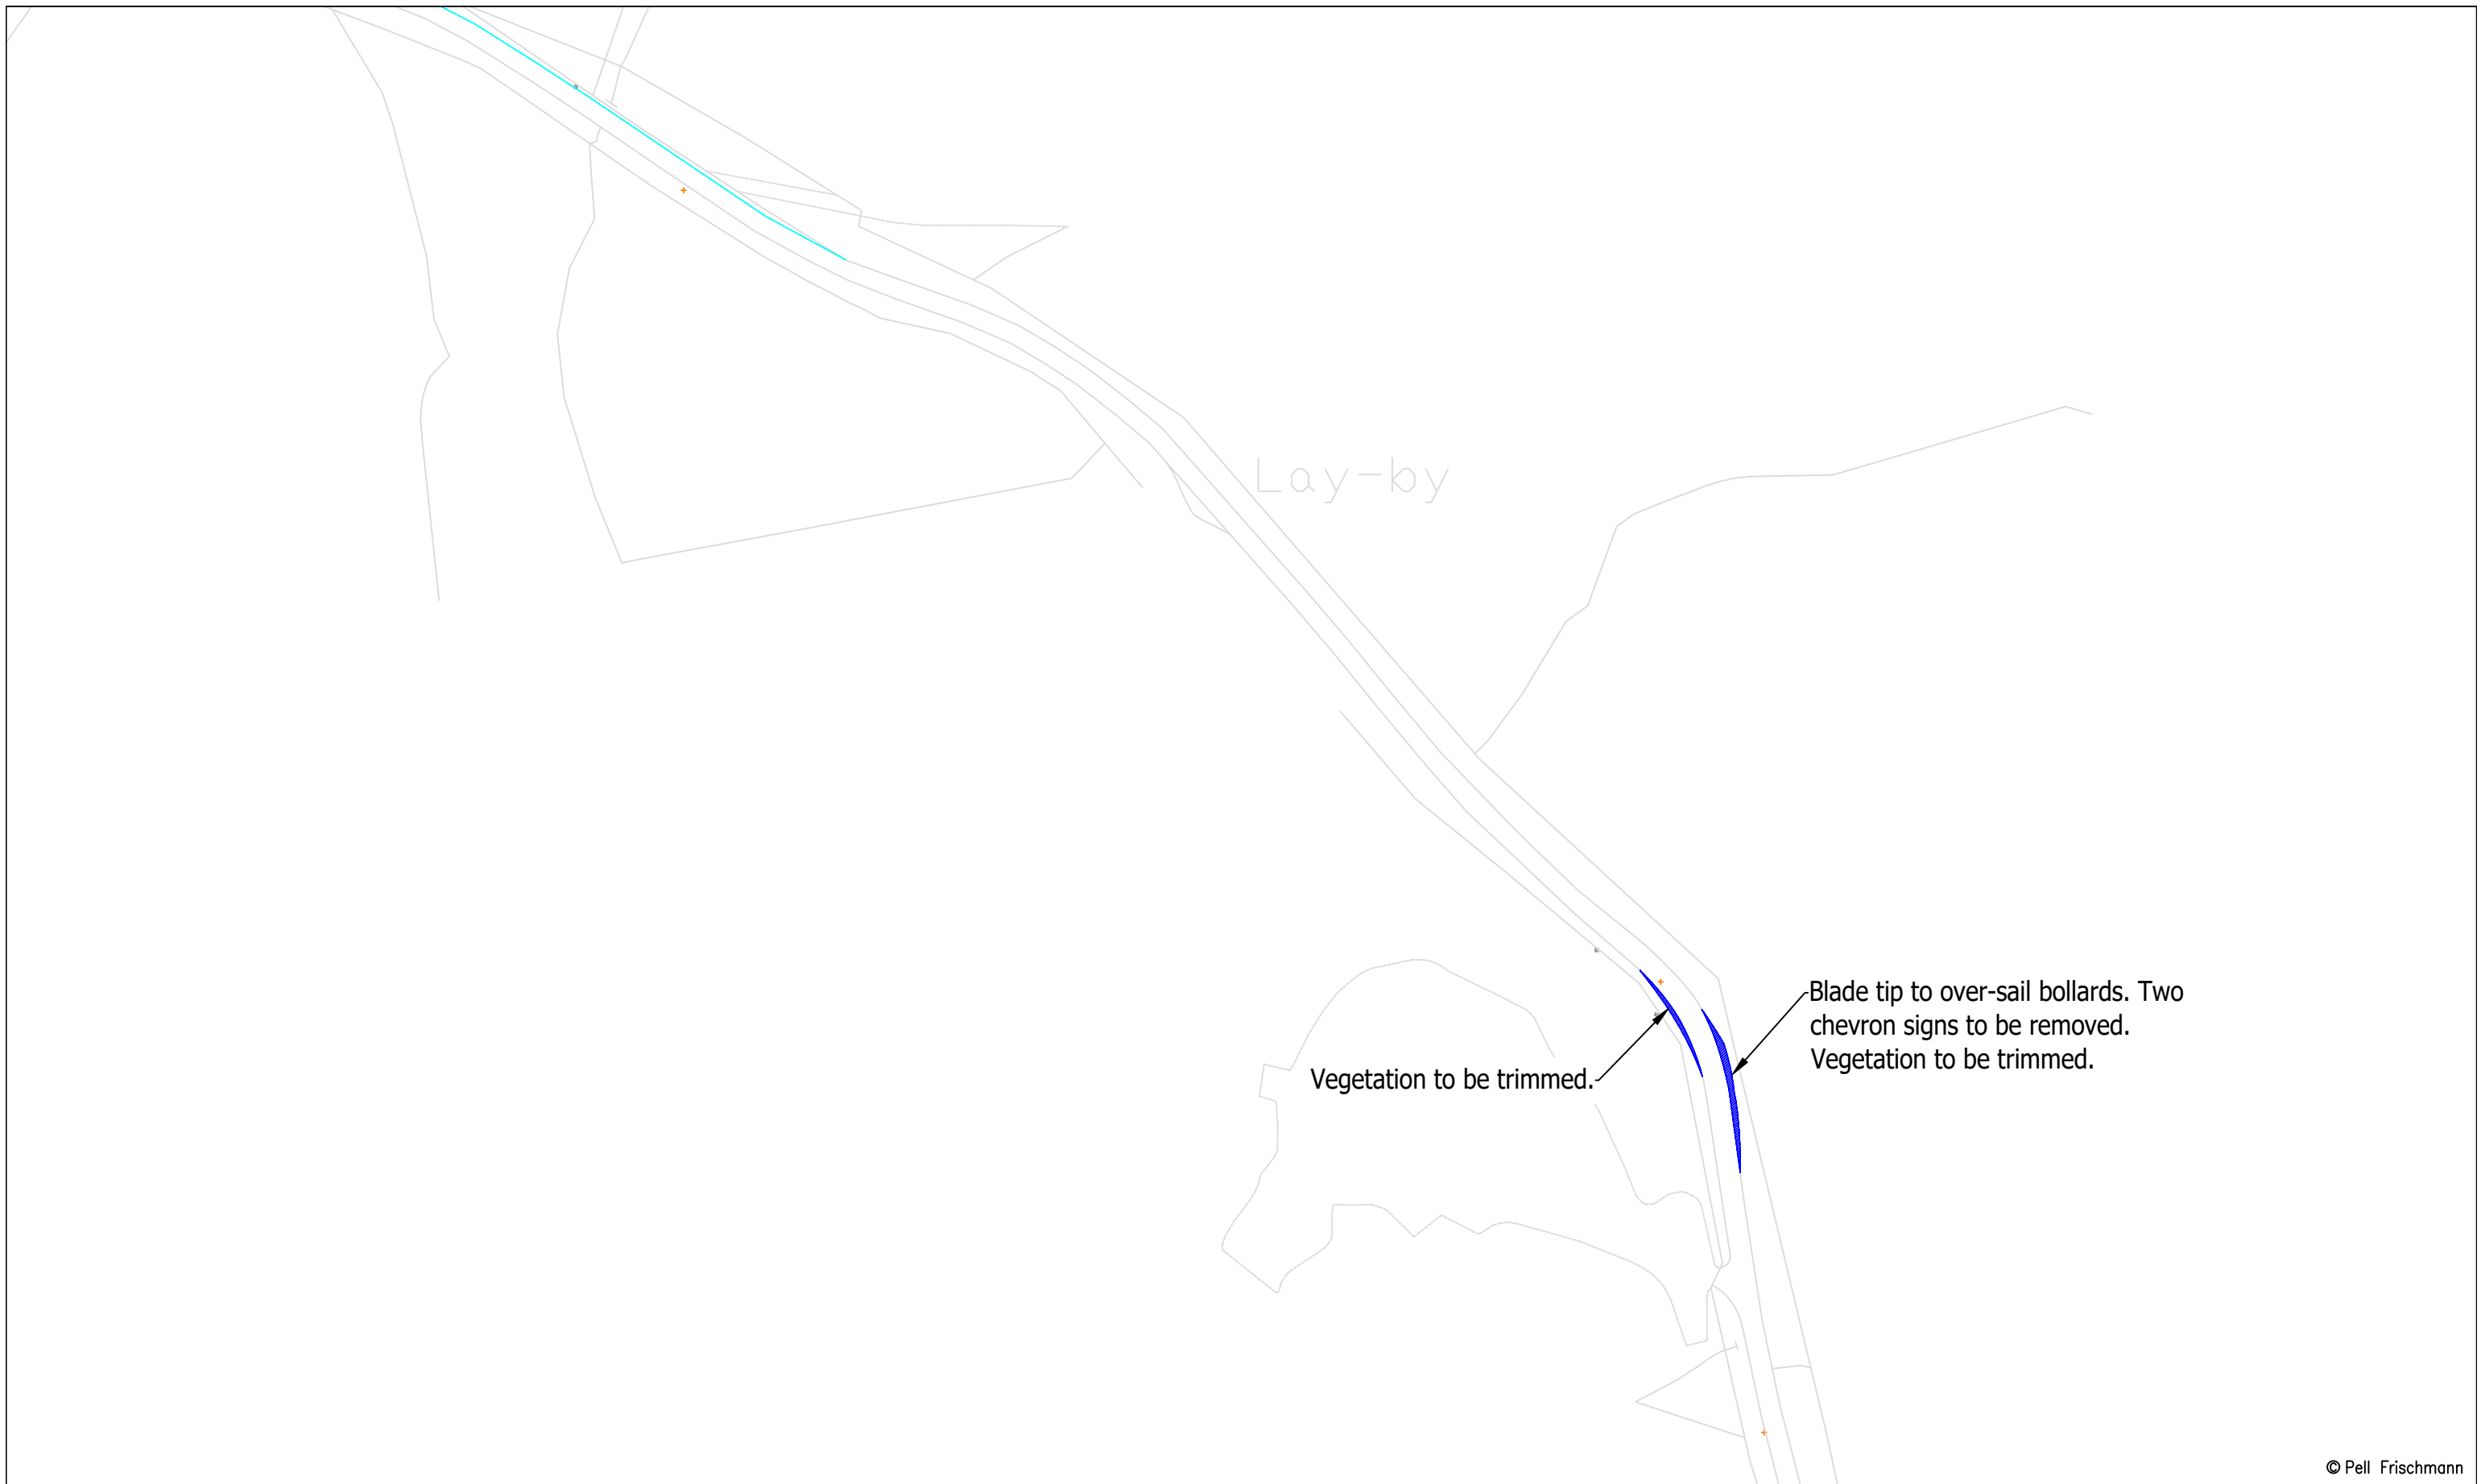 Lay-by
Blade tip to over-sail bollards. Two
chevron signs to be removed.
Vegetation to be trimmed.
Vegetation to be trimmed.
© Pell Frischmann